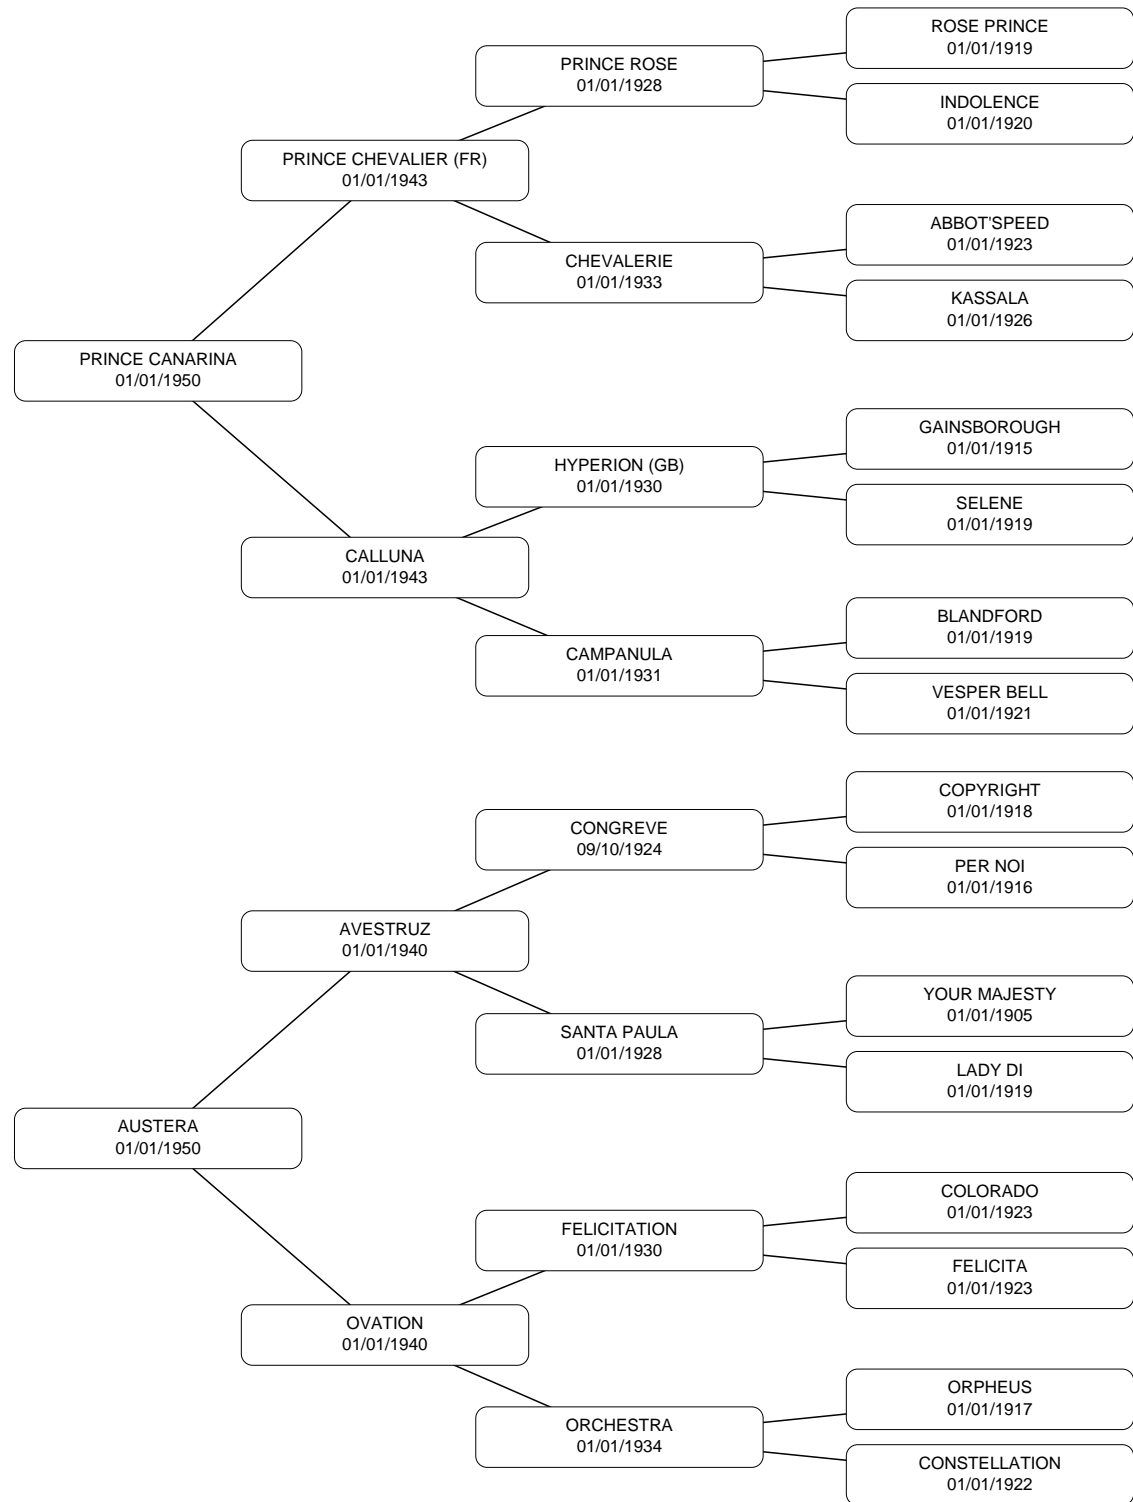 ROSE PRINCE
01/01/1919
PRINCE ROSE
01/01/1928
INDOLENCE
01/01/1920
PRINCE CHEVALIER (FR)
01/01/1943
ABBOT'SPEED
01/01/1923
CHEVALERIE
01/01/1933
KASSALA
01/01/1926
PRINCE CANARINA
01/01/1950
GAINSBOROUGH
01/01/1915
HYPERION (GB)
01/01/1930
SELENE
01/01/1919
CALLUNA
01/01/1943
BLANDFORD
01/01/1919
CAMPANULA
01/01/1931
VESPER BELL
01/01/1921
COPYRIGHT
01/01/1918
CONGREVE
09/10/1924
PER NOI
01/01/1916
AVESTRUZ
01/01/1940
YOUR MAJESTY
01/01/1905
SANTA PAULA
01/01/1928
LADY DI
01/01/1919
AUSTERA
01/01/1950
COLORADO
01/01/1923
FELICITATION
01/01/1930
FELICITA
01/01/1923
OVATION
01/01/1940
ORPHEUS
01/01/1917
ORCHESTRA
01/01/1934
CONSTELLATION
01/01/1922